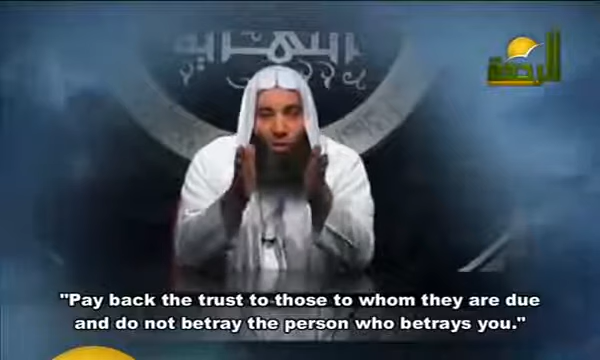 الرحمة
"Pay back the trust to those to whom they are due
and do not betray the person who betrays you."